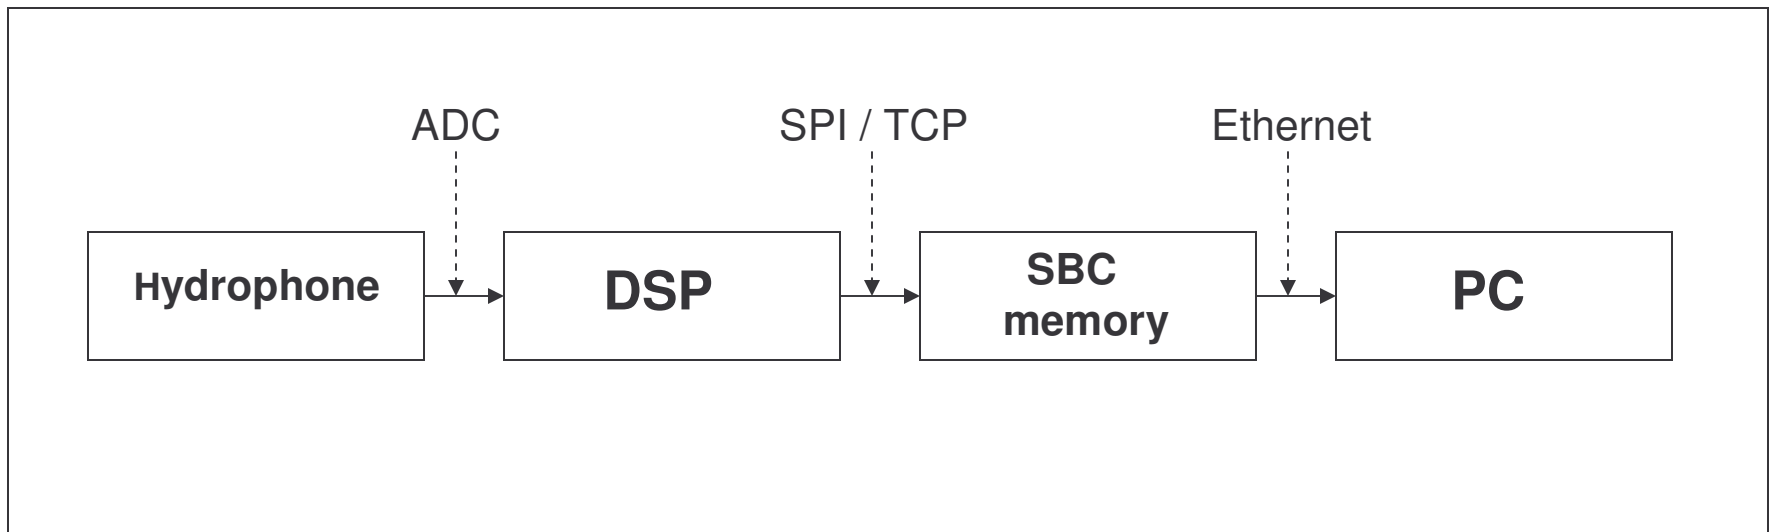 ADC
SPI / TCP
Ethernet
Hydrophone
DSP
SBC
memory
PC